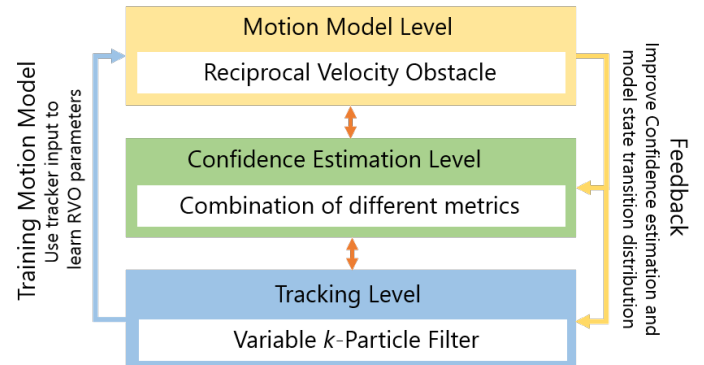 Motion Model Level
Reciprocal Velocity Obstacle
Confidence Estimation Level
Combination of different metrics
Tracking Level
Variable k-Particle Filter
Training Motion Model
Use tracker input to
learn RVO parameters
Feedback
Improve Confidence estimation and
model state transition distribution